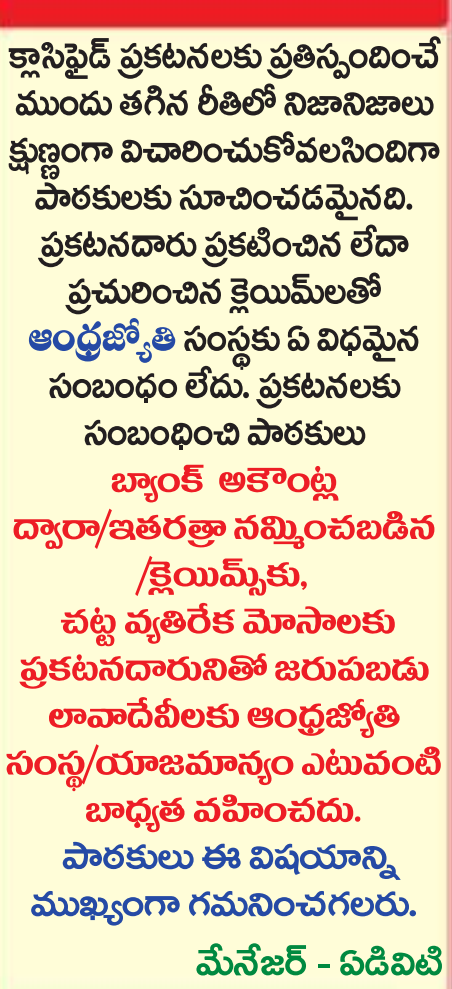 క్లాసిఫైడ్ ప్రకటనలకు ప్రతిస్పందించే
ముందు తగిన రీతిలో నిజానిజాలు
క్షుణ్ణంగా విచారించుకోవలసిందిగా
పాఠకులకు సూచించడమైనది.
ప్రకటనదారు ప్రకటించిన లేదా
ప్రచురించిన క్లెయిమ్‌లతో
ఆంధ్రజ్యోతి సంస్థకు ఏ విధమైన
సంబంధం లేదు. ప్రకటనలకు
సంబంధించి పాఠకులు
బ్యాంక్ అకౌంట్ల
ద్వారా/ఇతరత్రా నమ్మించబడిన
/క్లెయిమ్స్‌కు,
చట్ట వ్యతిరేక మోసాలకు
ప్రకటనదారునితో జరుపబడు
లావాదేవీలకు ఆంధ్రజ్యోతి
సంస్థ/యాజమాన్యం ఎటువంటి
బాధ్యత వహించదు.
పాఠకులు ఈ విషయాన్ని
ముఖ్యంగా గమనించగలరు.
మేనేజర్ - ఏడివిటి